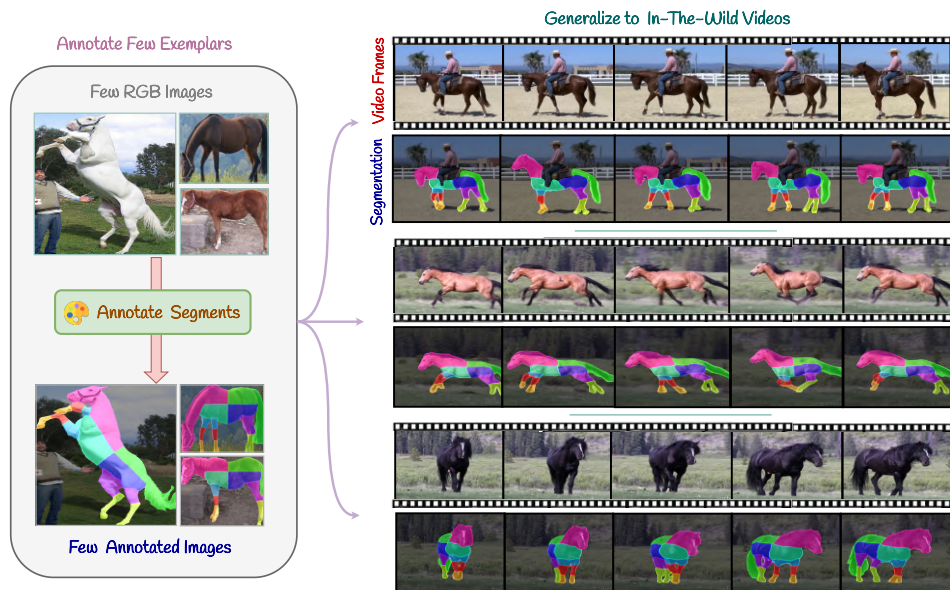 Annotate Few Exemplars
Few RGB Images
Annotate Segments
Few Annotated Images
Generalize to In-The-Wild Videos
Video Frames
Segmentation